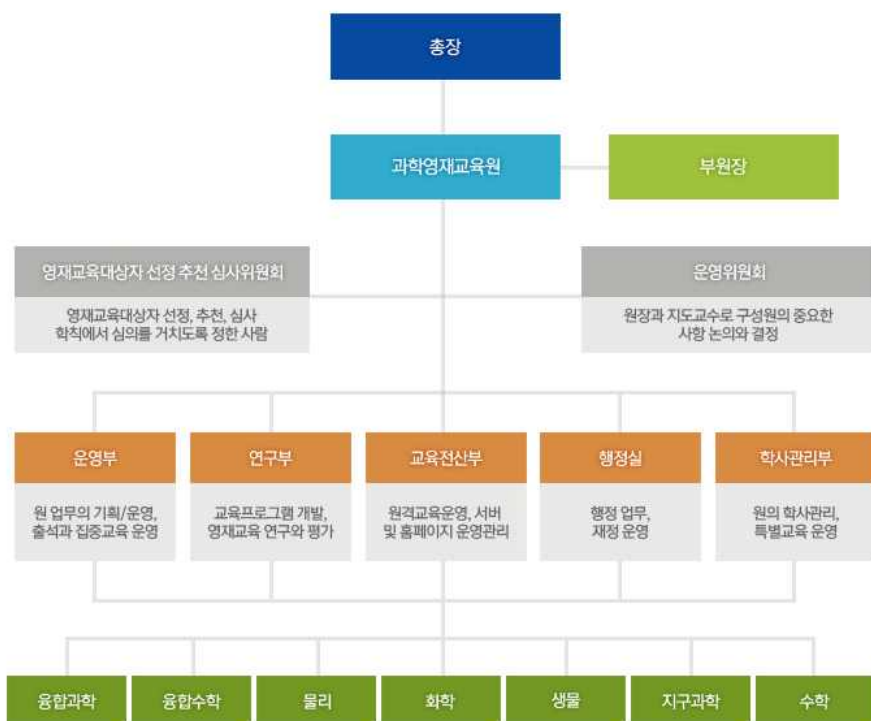 총장
과학영재교육원
부원장
영재교육대상자 선정 추천 심사위원회
영재교육대상자 선정, 추천, 심사
학칙에서 심의를 거치도록 정한 사람
운영위원회
원장과 지도교수로 구성원의 중요한
사항 논의와 결정
운영부
원 업무의 기획/운영,
출석과 집중교육 운영
연구부
교육프로그램 개발,
영재교육 연구와 평가
교육전산부
원격교육운영, 서버
및 홈페이지 운영관리
행정실
행정 업무,
재정 운영
학사관리부
원의 학사관리,
특별교육 운영
융합과학
융합수학
물리
화학
생물
지구과학
수학